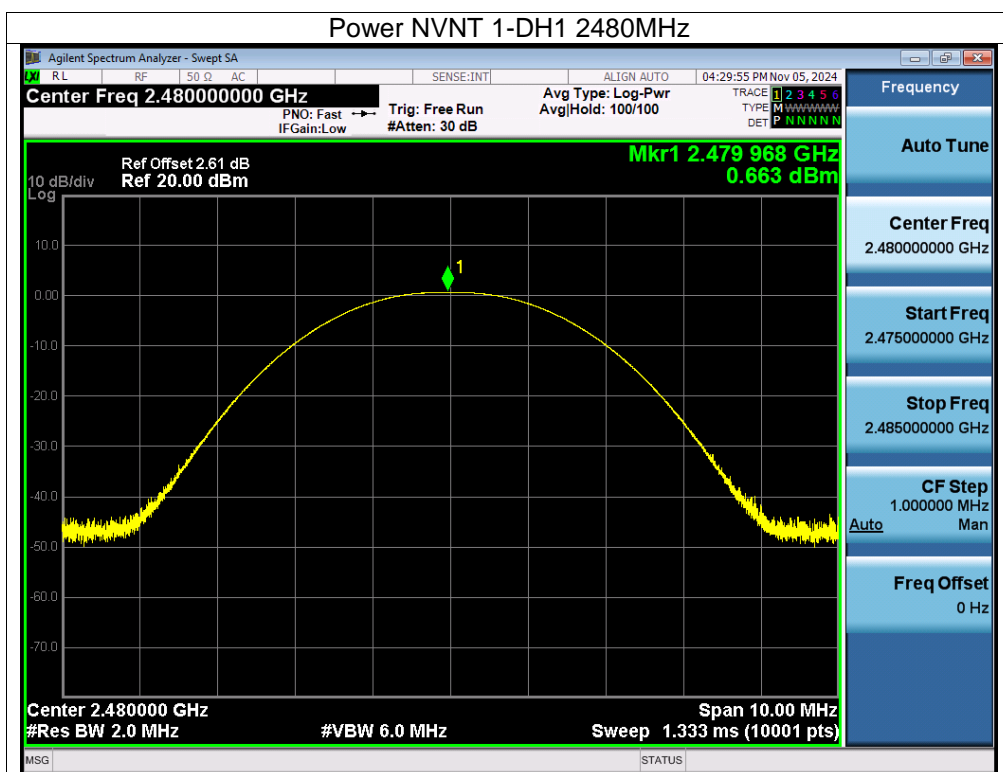 Power NVNT 1-DH1 2480MHz
Agilent Spectrum Analyzer - Swept SA
LXI RL RF 50 Ω AC SENSE:INT ALIGN AUTO 04:29:55 PM Nov 05, 2024
Center Freq 2.480000000 GHz
PNO: Fast
IFGain:Low
Trig: Free Run
#Atten: 30 dB
Avg Type: Log-Pwr
Avg|Hold: 100/100
TRACE 1 2 3 4 5 6
TYPE M WWWWW
DET P N N N N N
Mkr1 2.479 968 GHz
0.663 dBm
Ref Offset 2.61 dB
10 dB/div Ref 20.00 dBm
Log
10.0
0.00
-10.0
-20.0
-30.0
-40.0
-50.0
-60.0
-70.0
1
Center 2.480000 GHz Span 10.00 MHz
#Res BW 2.0 MHz #VBW 6.0 MHz Sweep 1.333 ms (10001 pts)
MSG STATUS
Frequency
Auto Tune
Center Freq
2.480000000 GHz
Start Freq
2.475000000 GHz
Stop Freq
2.485000000 GHz
CF Step
1.000000 MHz
Auto Man
Freq Offset
0 Hz